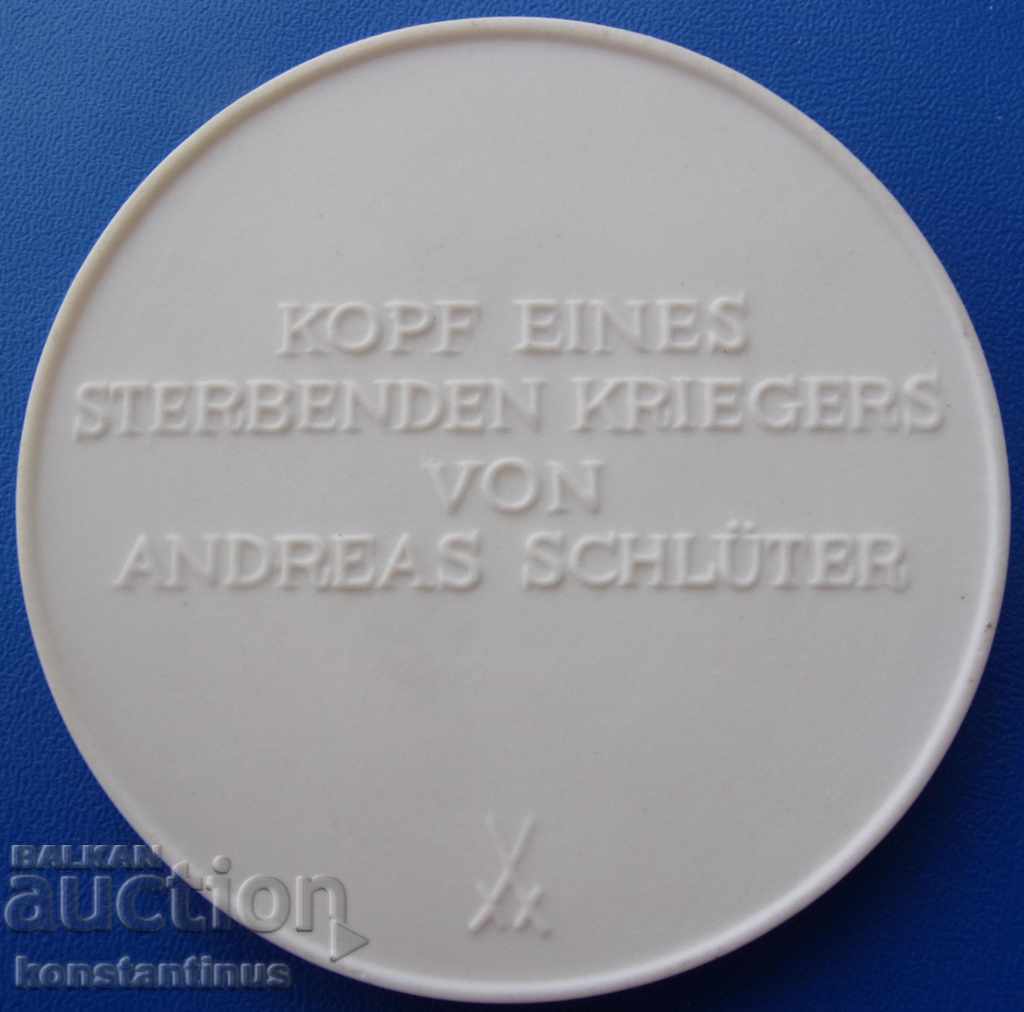 KOPF EINES
STERBENDEN KRIEGERS
VON
ANDREAS SCHLÜTER
BALKAN
auction
konstantinus